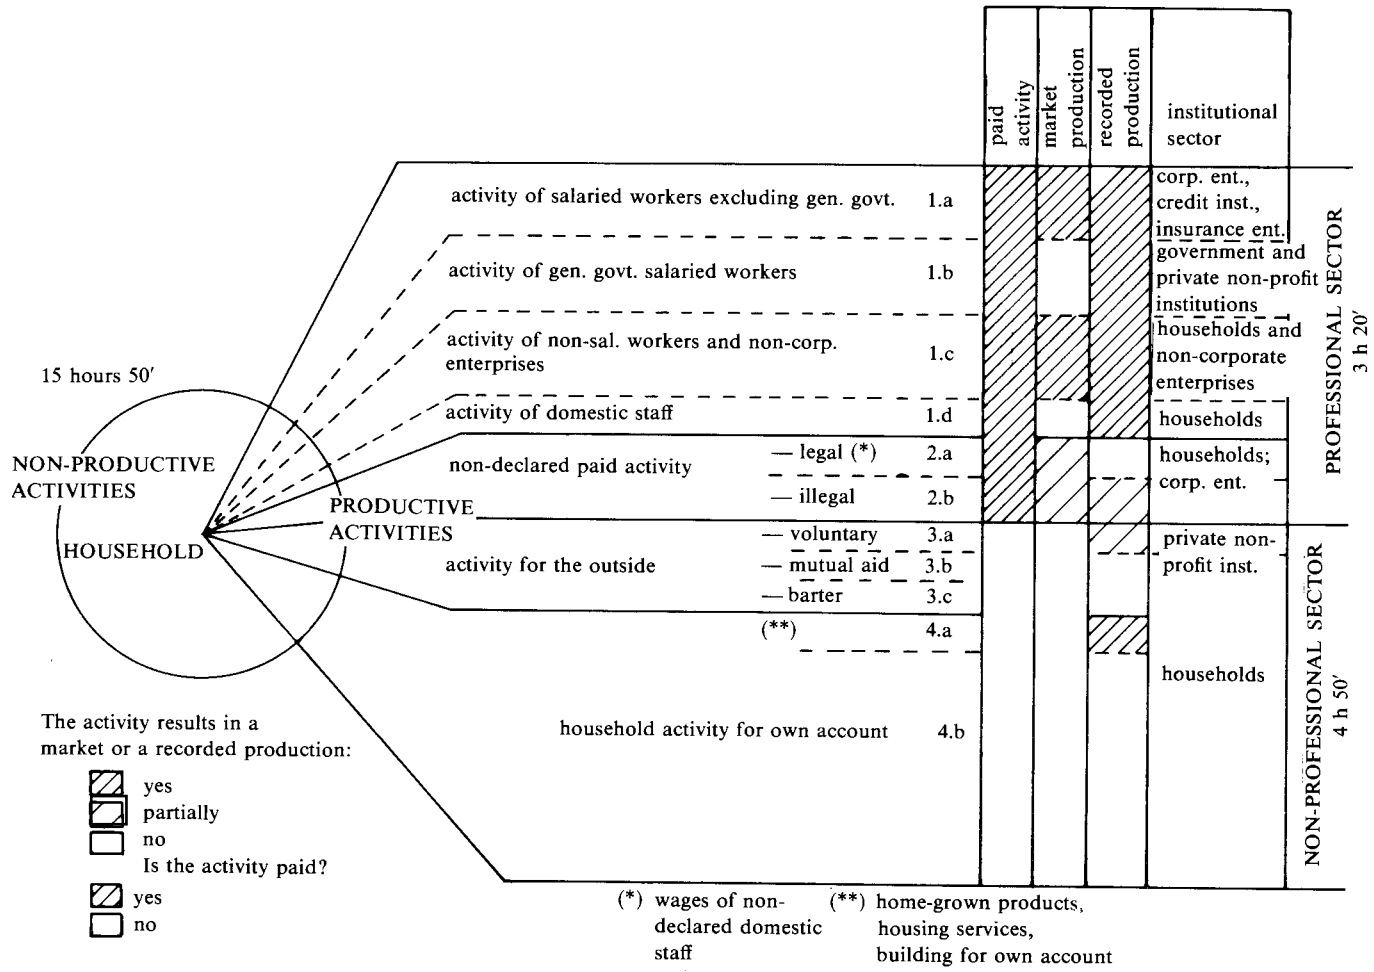 paid
activity
market
production
recorded
production
institutional
sector
activity of salaried workers excluding gen. govt. 1.a
corp. ent.,
credit inst.,
insurance ent.
activity of gen. govt. salaried workers 1.b
government and
private non-profit
institutions
activity of non-sal. workers and non-corp.
enterprises 1.c
households and
non-corporate
enterprises
activity of domestic staff 1.d
households
non-declared paid activity
— legal (*) 2.a
— illegal 2.b
households;
corp. ent.
PROFESSIONAL SECTOR
3 h 20′
15 hours 50′
NON-PRODUCTIVE
ACTIVITIES
PRODUCTIVE
ACTIVITIES
HOUSEHOLD
activity for the outside
— voluntary 3.a
— mutual aid 3.b
— barter 3.c
private non-
profit inst.
(**) 4.a
households
household activity for own account 4.b
NON-PROFESSIONAL SECTOR
4 h 50′
The activity results in a
market or a recorded production:
yes
partially
no
Is the activity paid?
yes
no
(*) wages of non-
declared domestic
staff
(**) home-grown products,
housing services,
building for own account